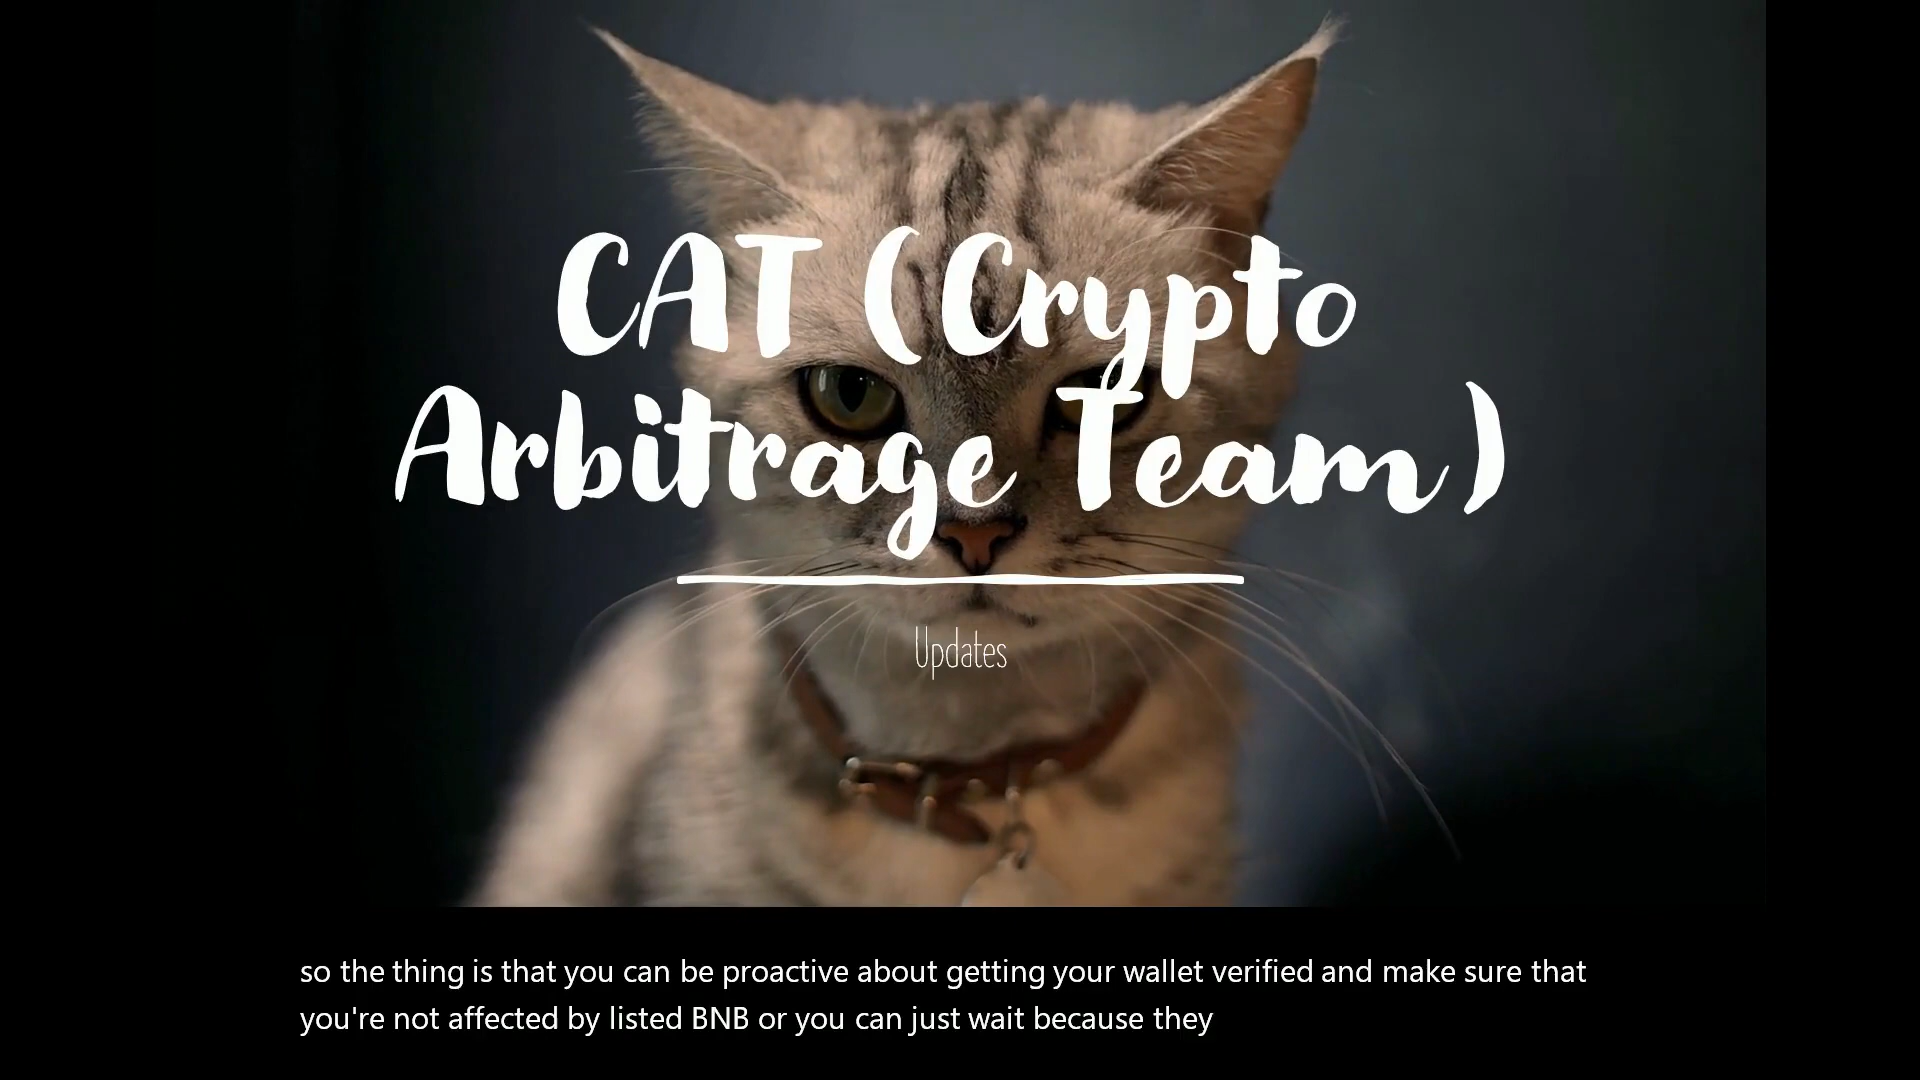 CAT (Crypto
Arbitrage Team)
Updates
so the thing is that you can be proactive about getting your wallet verified and make sure that
you're not affected by listed BNB or you can just wait because they